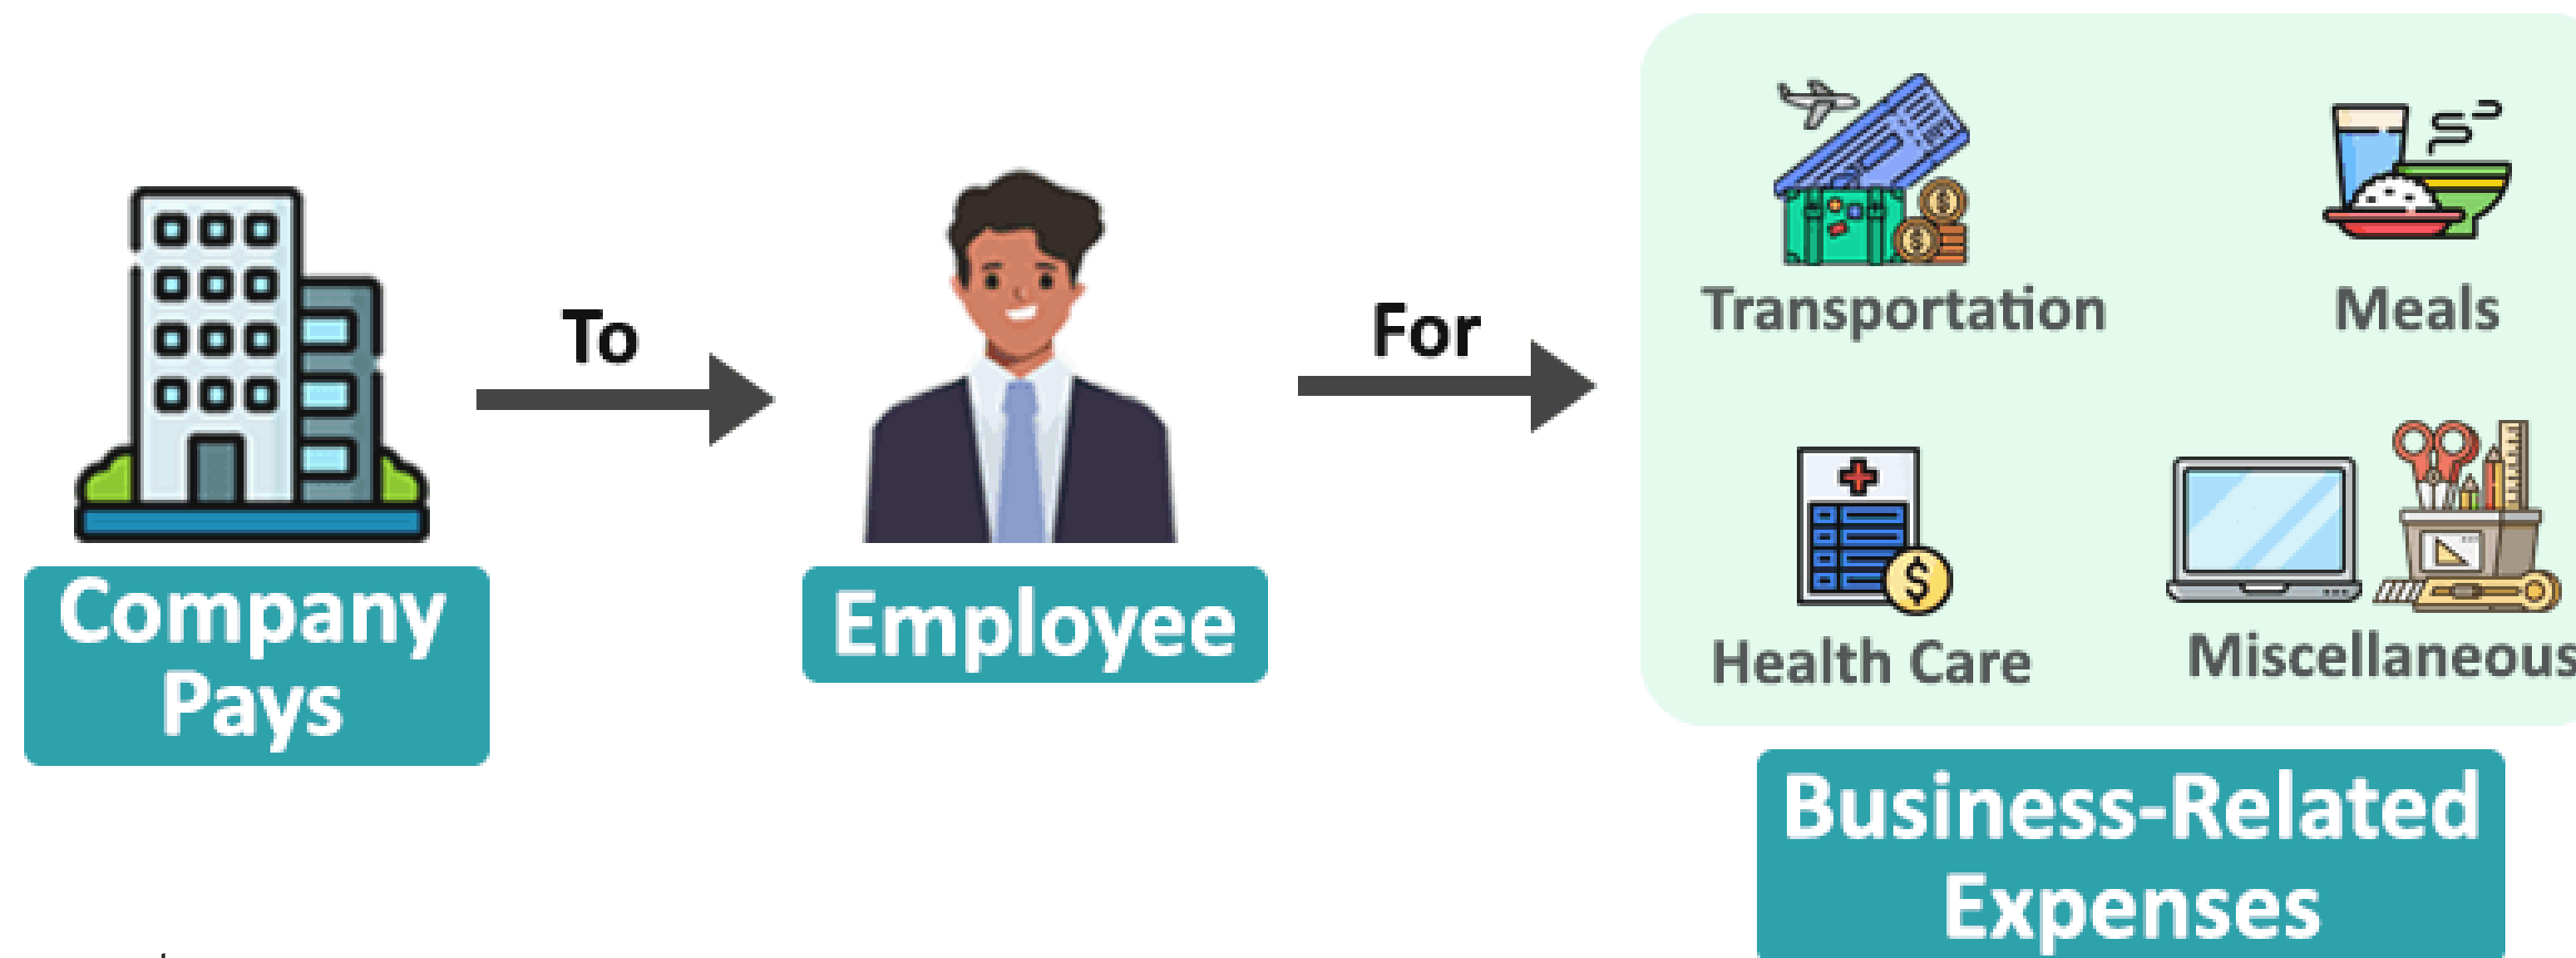 Company
Pays
To
Employee
For
Transportation
Meals
Health Care
Miscellaneous
Business-Related
Expenses